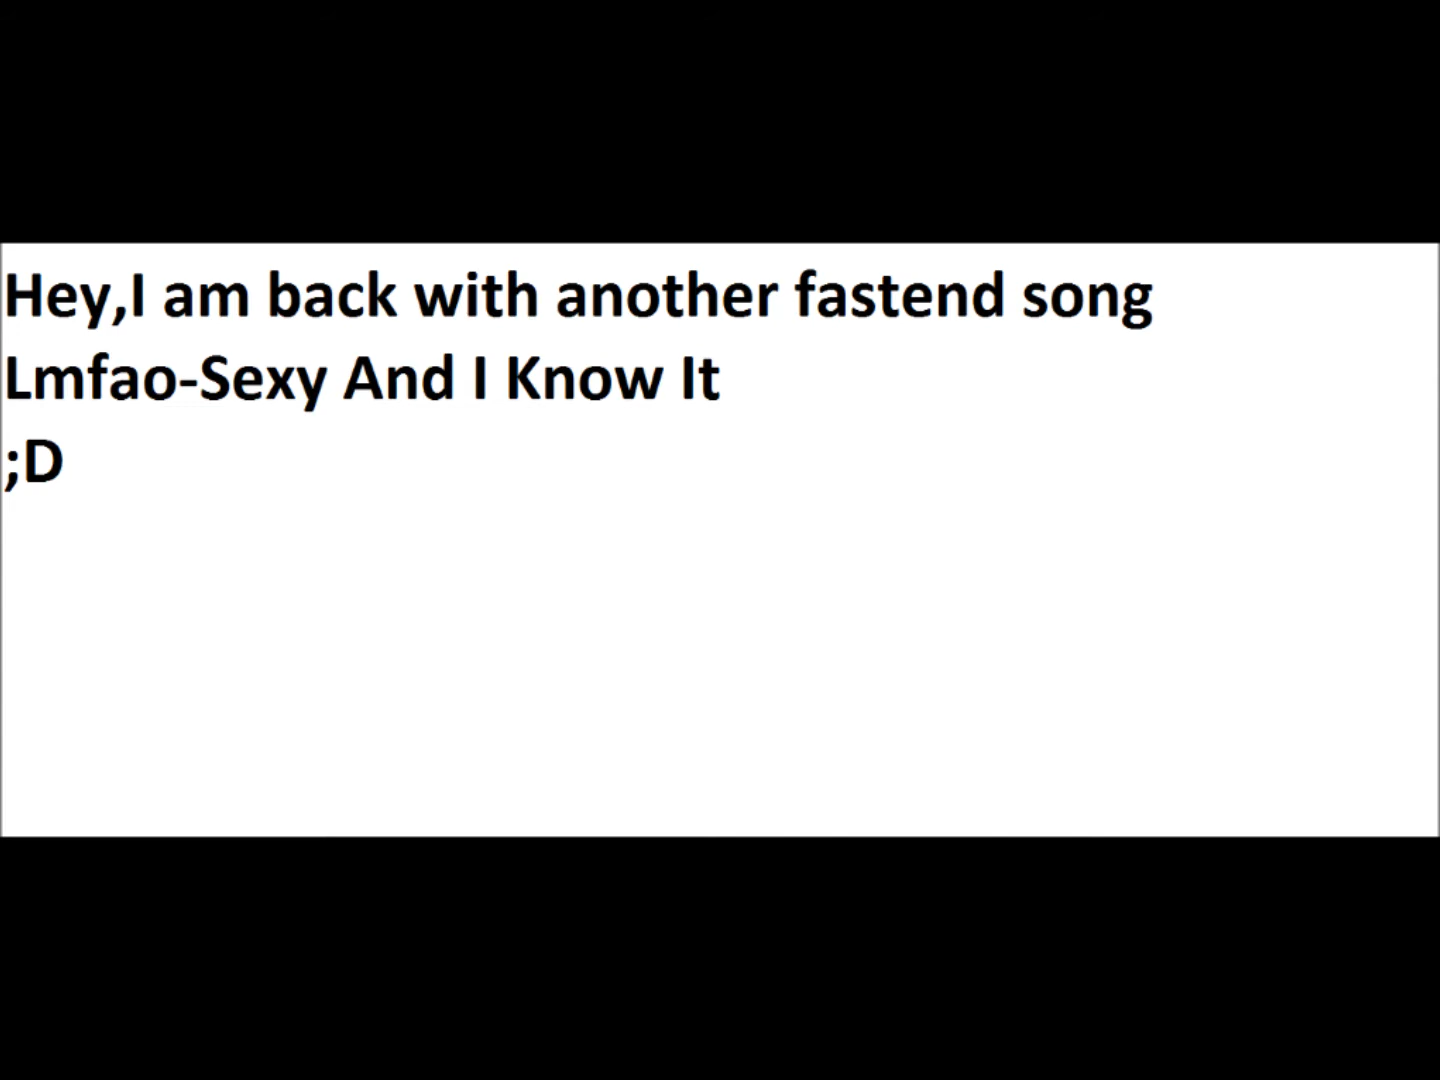 Hey,I am back with another fastend song
Lmfao-Sexy And I Know It
;D